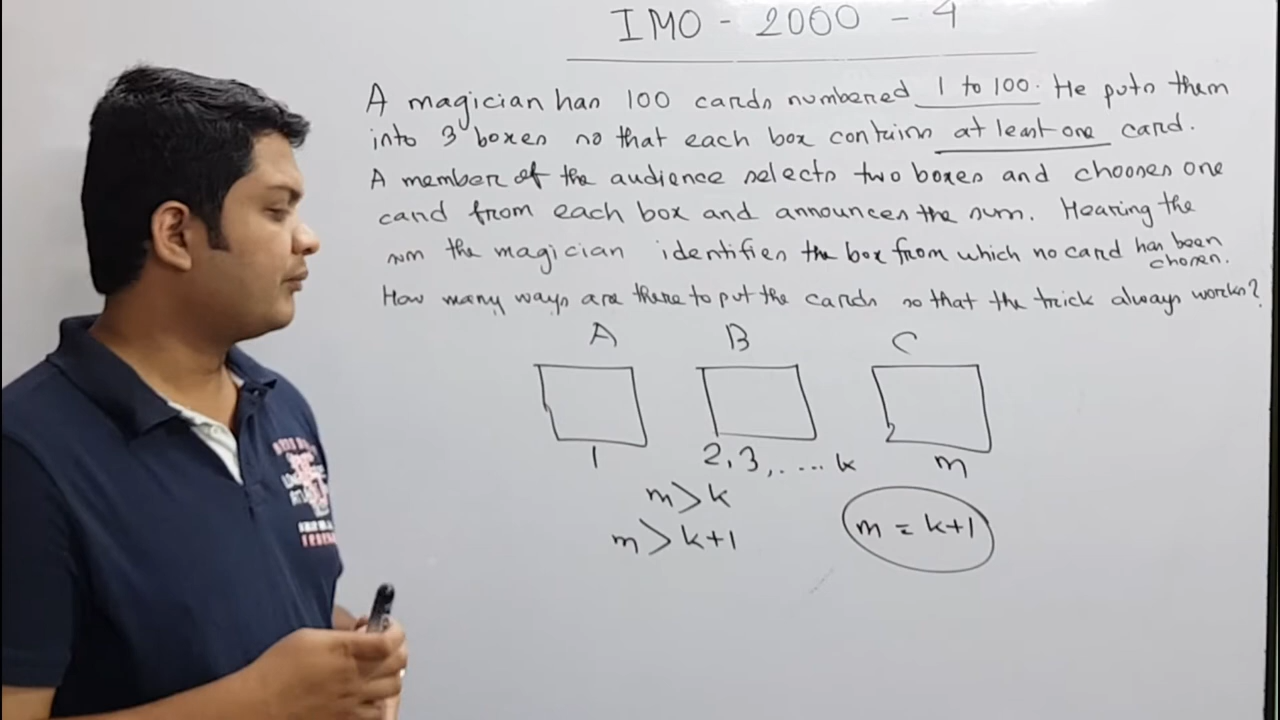 IMO - 2000 - 4
A magician has 100 cards numbered 1 to 100. He puts them
into 3 boxes so that each box contains at least one card.
A member of the audience selects two boxes and chooses one
card from each box and announces the sum. Hearing the
sum the magician identifies the box from which no card has been chosen.
How many ways are there to put the cards so that the trick always works?
A B C
1 2, 3, .... k m
m > k
m > k+1 m = k+1